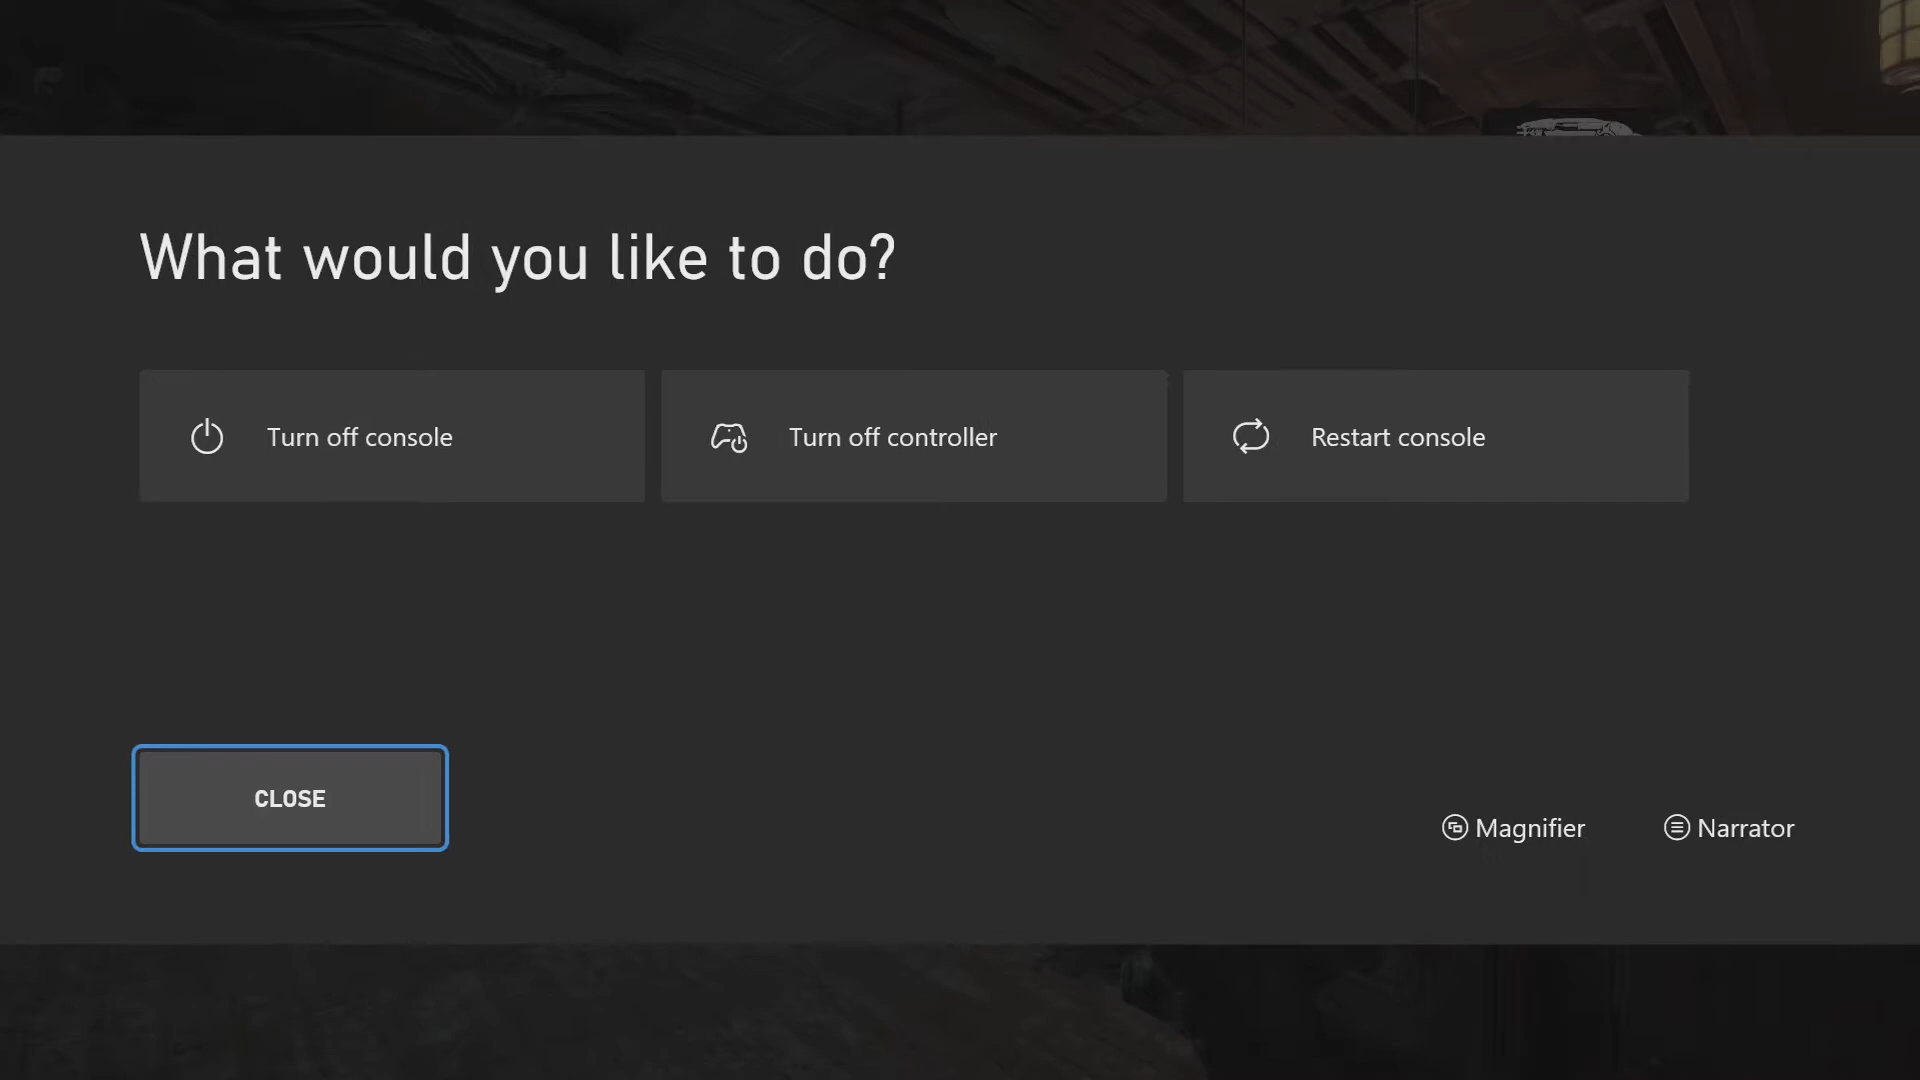 What would you like to do?
Turn off console
Turn off controller
Restart console
CLOSE
Magnifier
Narrator